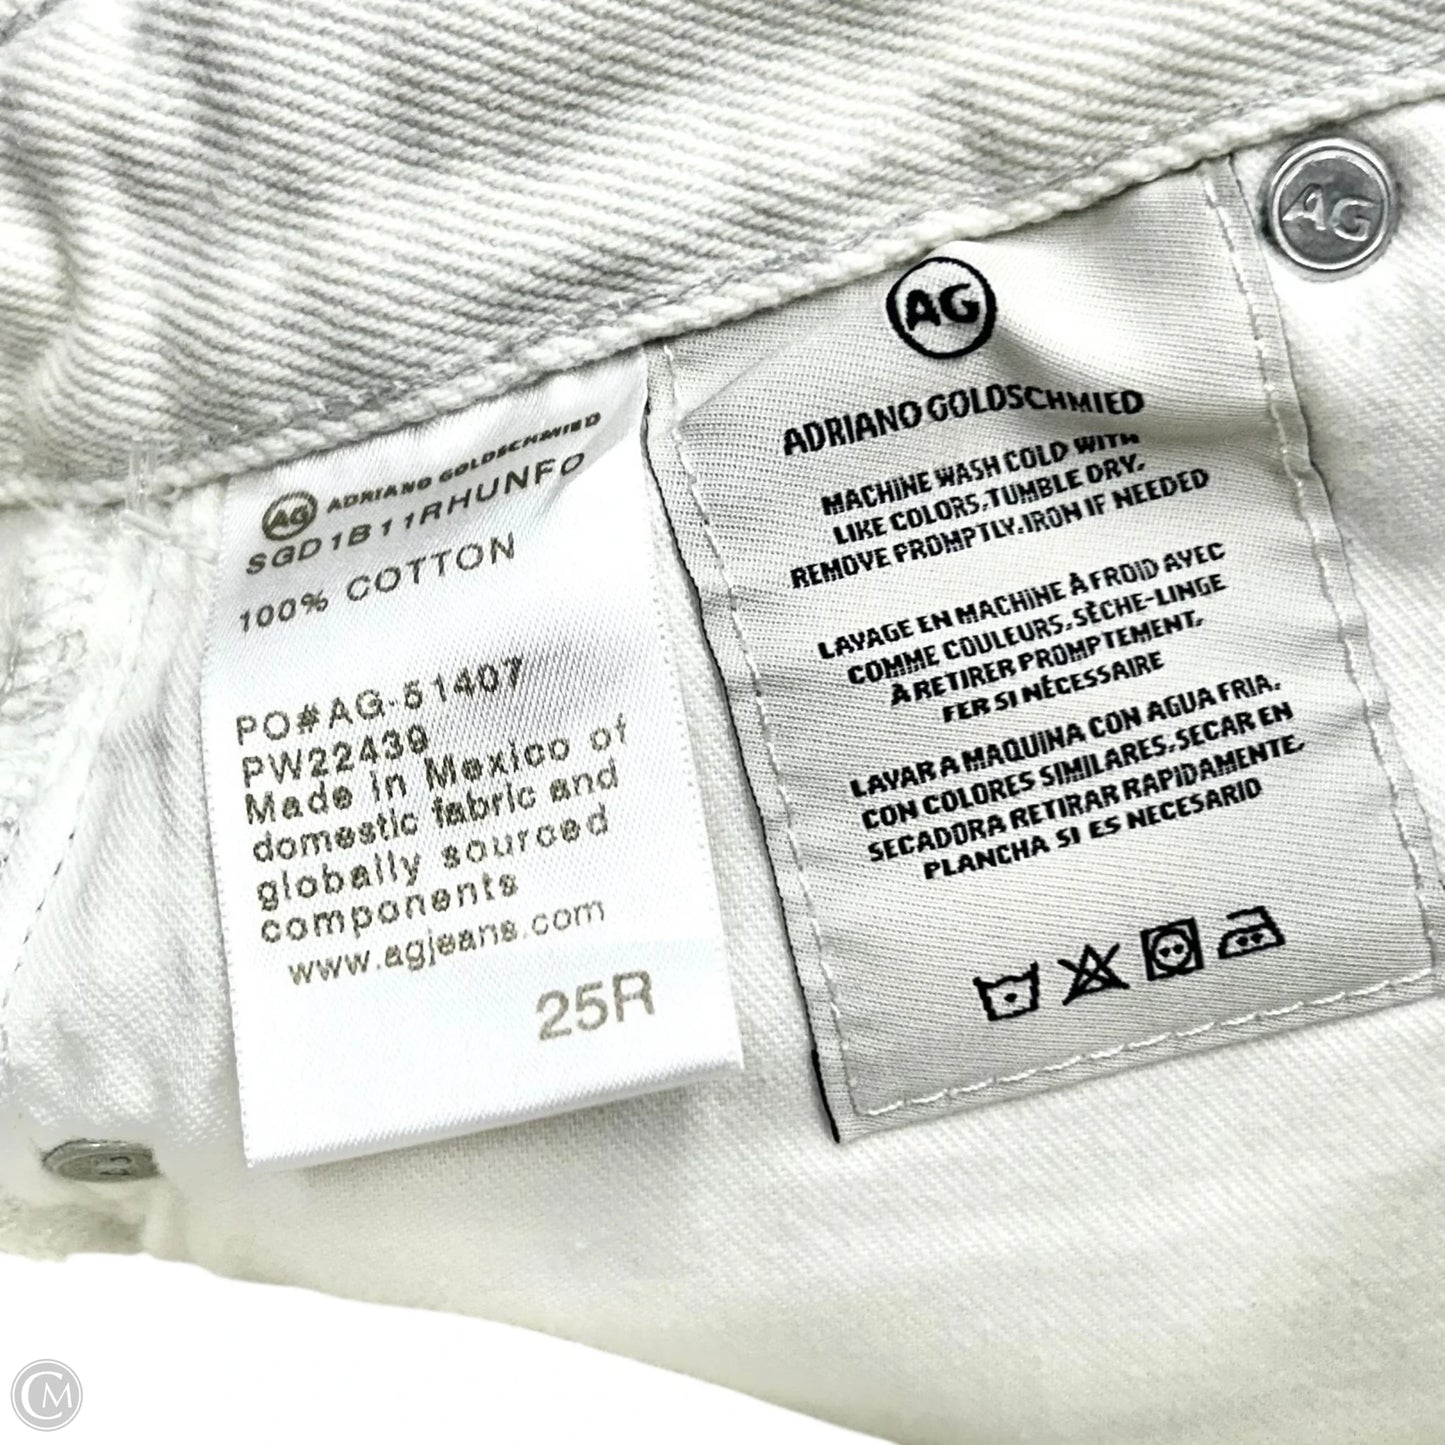 AG ADRIANO GOLDSCHMIED
SGD1B11RHUNFO
100% COTTON
PO#AG-51407
PW22439
Made in Mexico of
domestic fabric and
globally sourced
components
www.agjeans.com
25R
AG
ADRIANO GOLDSCHMIED
MACHINE WASH COLD WITH
LIKE COLORS.TUMBLE DRY.
REMOVE PROMPTLY.IRON IF NEEDED
LAVAGE EN MACHINE À FROID AVEC
COMME COULEURS.SÈCHE-LINGE
À RETIRER PROMPTEMENT.
FER SI NÉCESSAIRE
LAVAR A MAQUINA CON AGUA FRIA.
CON COLORES SIMILARES.SECAR EN
SECADORA RETIRAR RAPIDAMENTE.
PLANCHA SI ES NECESARIO
AG
CM